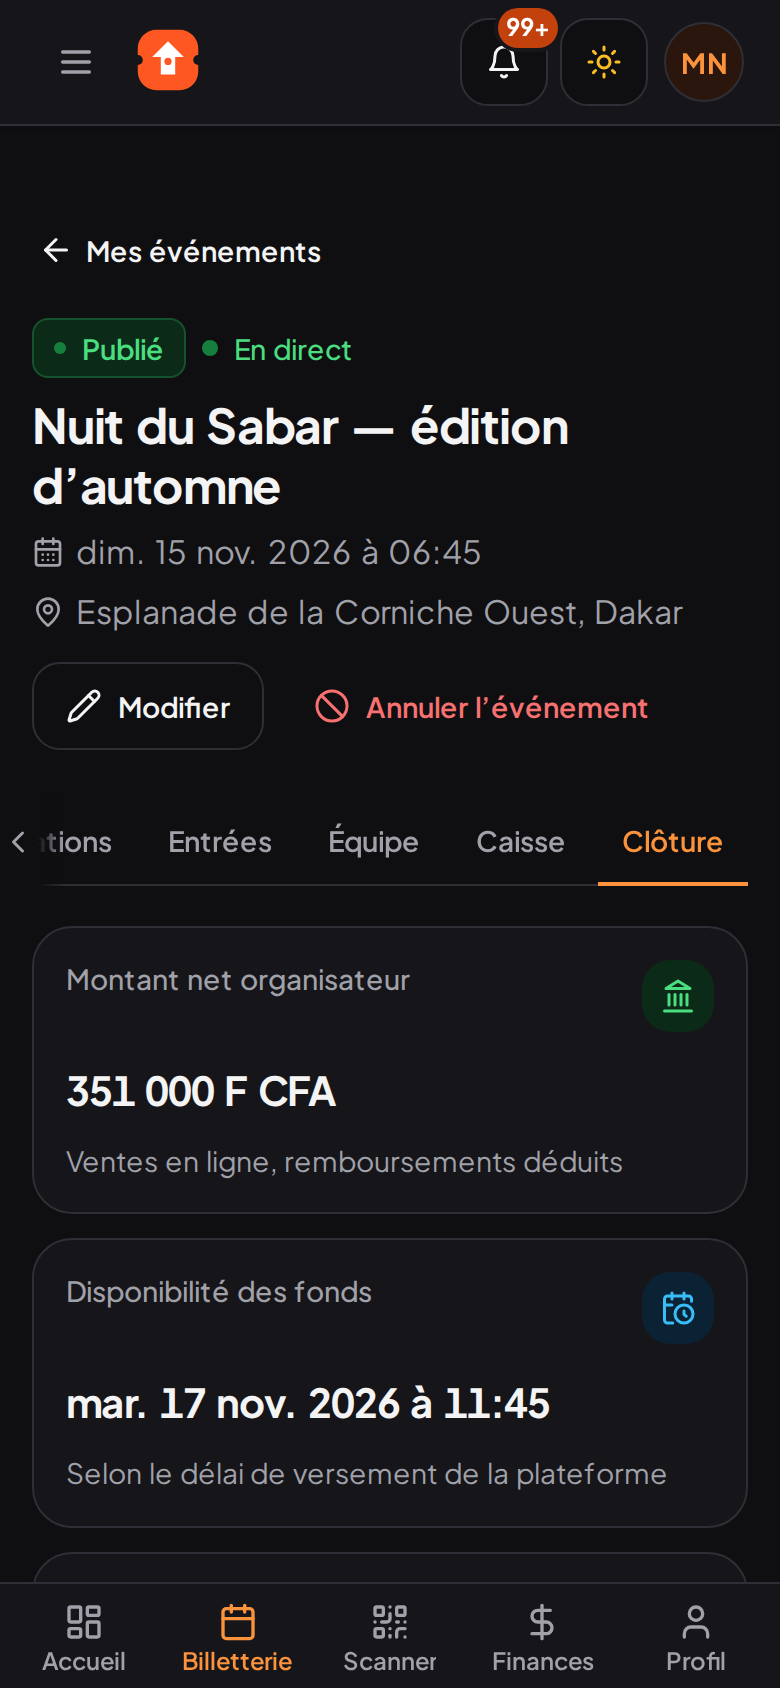 99+
MN
Mes événements
Publié
En direct
Nuit du Sabar — édition
d’automne
dim. 15 nov. 2026 à 06:45
Esplanade de la Corniche Ouest, Dakar
Modifier
Annuler l’événement
tions
Entrées
Équipe
Caisse
Clôture
Montant net organisateur
351 000 F CFA
Ventes en ligne, remboursements déduits
Disponibilité des fonds
mar. 17 nov. 2026 à 11:45
Selon le délai de versement de la plateforme
Accueil
Billetterie
Scanner
Finances
Profil